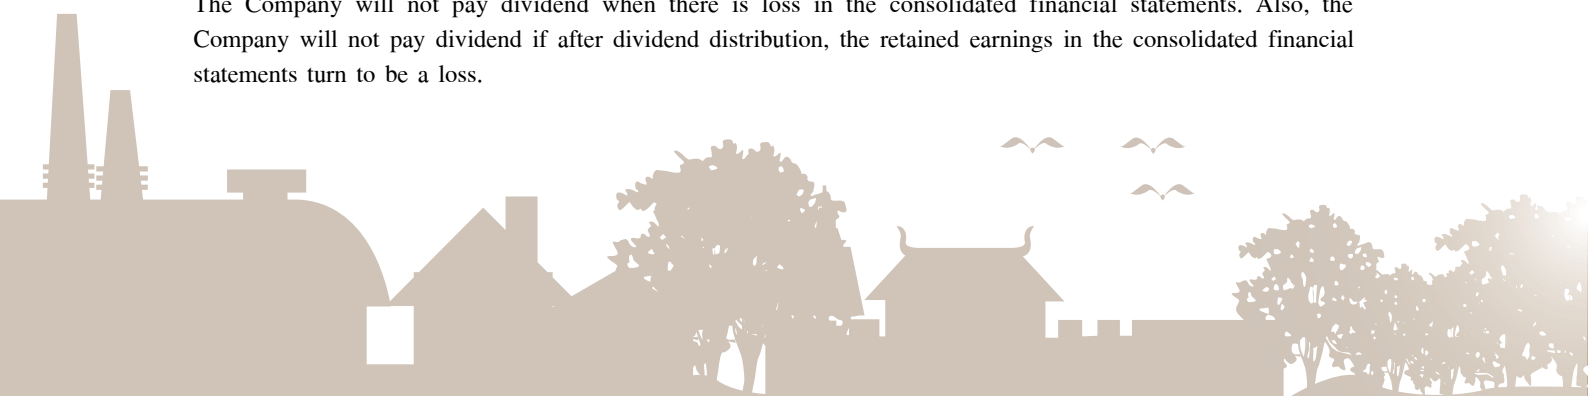 The Company will not pay dividend when there is loss in the consolidated financial statements. Also, the
Company will not pay dividend if after dividend distribution, the retained earnings in the consolidated financial
statements turn to be a loss.